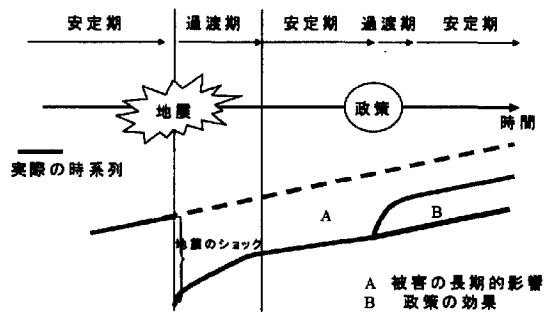 安定期 過渡期 安定期 過渡期 安定期
地震 政策
時間
実際の時系列
A B
地震のショック
A 被害の長期的影響
B 政策の効果